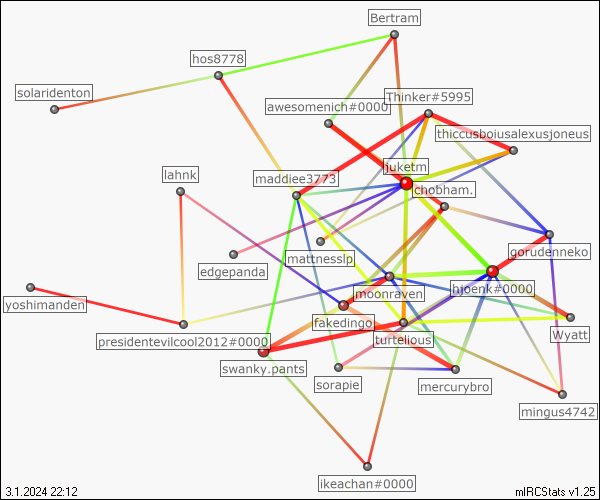 Bertram
hos8778
solaridenton
Thinker#5995
awesomenich#0000
thiccusboiusalexusjoneus
juketm
lahnk
maddiee3773
chobham.
gorudenneko
mattnesslp
edgepanda
hjoenk#0000
moonraven
yoshimanden
fakedingo.
Wyatt
presidentevilcool2012#0000
turtelious
swanky.pants
sorapie
mercurybro
mingus4742
ikeachan#0000
3.1.2024 22:12
mIRCStats v1.25